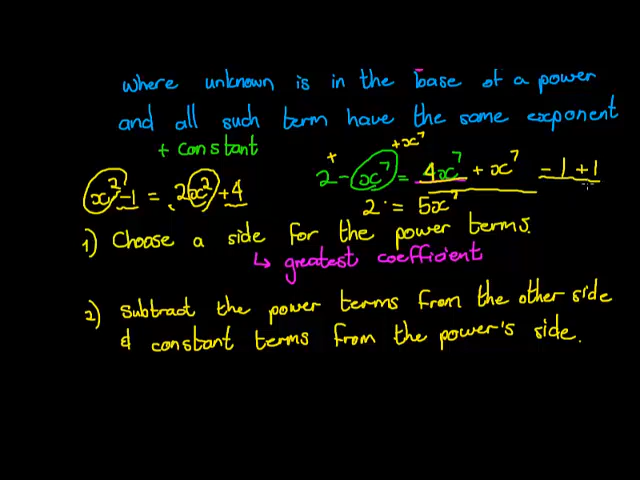 where unknown is in the base of a power
and all such term have the same exponent
+ constant
+ +x⁷
2 - x⁷ = 4x⁷ + x⁷ = 1 + 1
x² - 1 = 2x² + 4
2 = 5x⁷
1) Choose a side for the power terms.
↳ greatest coefficient
2) Subtract the power terms from the other side
& constant terms from the power's side.